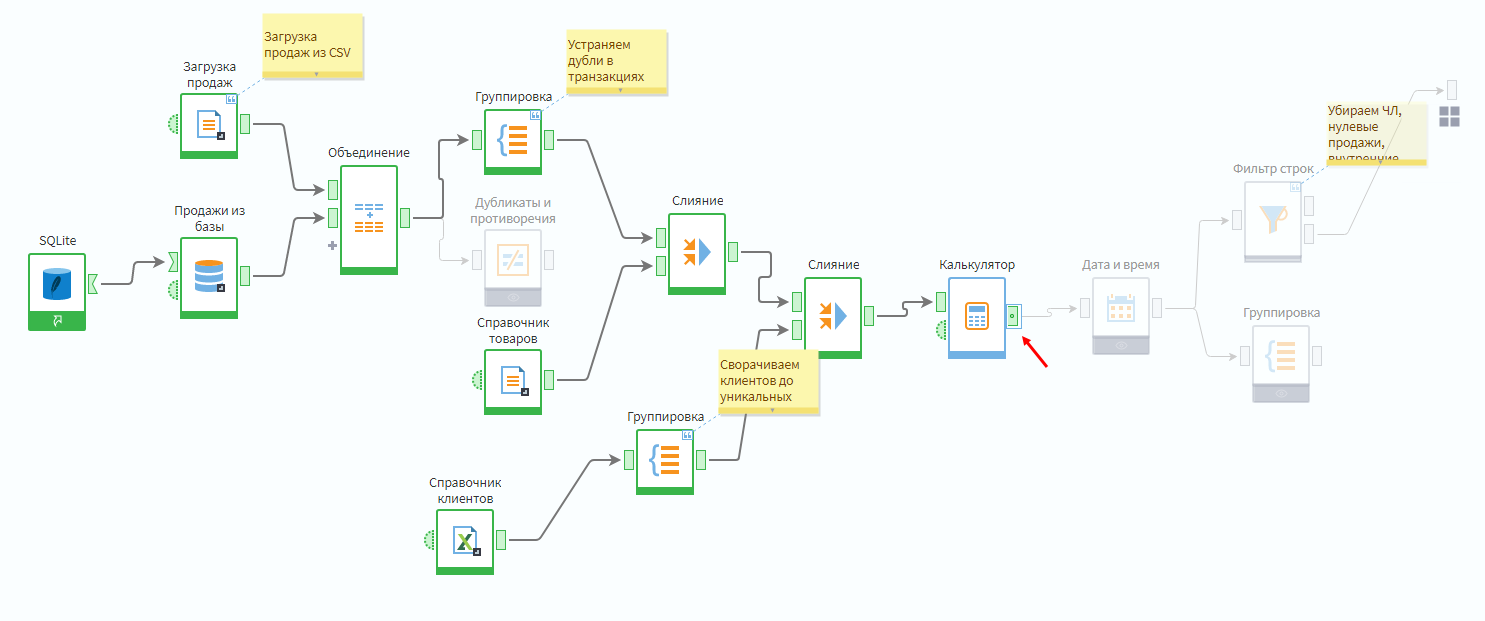 Загрузка
продаж из CSV
Загрузка
продаж
Устраняем
дубли в
транзакциях
Группировка
Объединение
Убираем ЧЛ,
нулевые
продажи,
внутренние
Фильтр строк
Дубликаты и
противоречия
Слияние
Продажи из
базы
SQLite
Слияние
Калькулятор
Дата и время
Группировка
Справочник
товаров
Сворачиваем
клиентов до
уникальных
Группировка
Справочник
клиентов